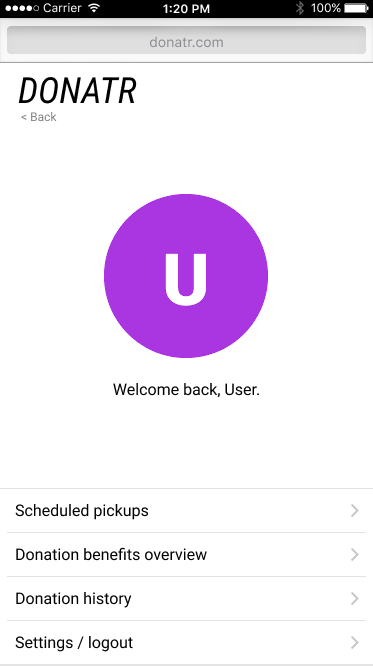 Carrier 1:20 PM 100%
donatr.com
DONATR
< Back
U
Welcome back, User.
Scheduled pickups
Donation benefits overview
Donation history
Settings / logout